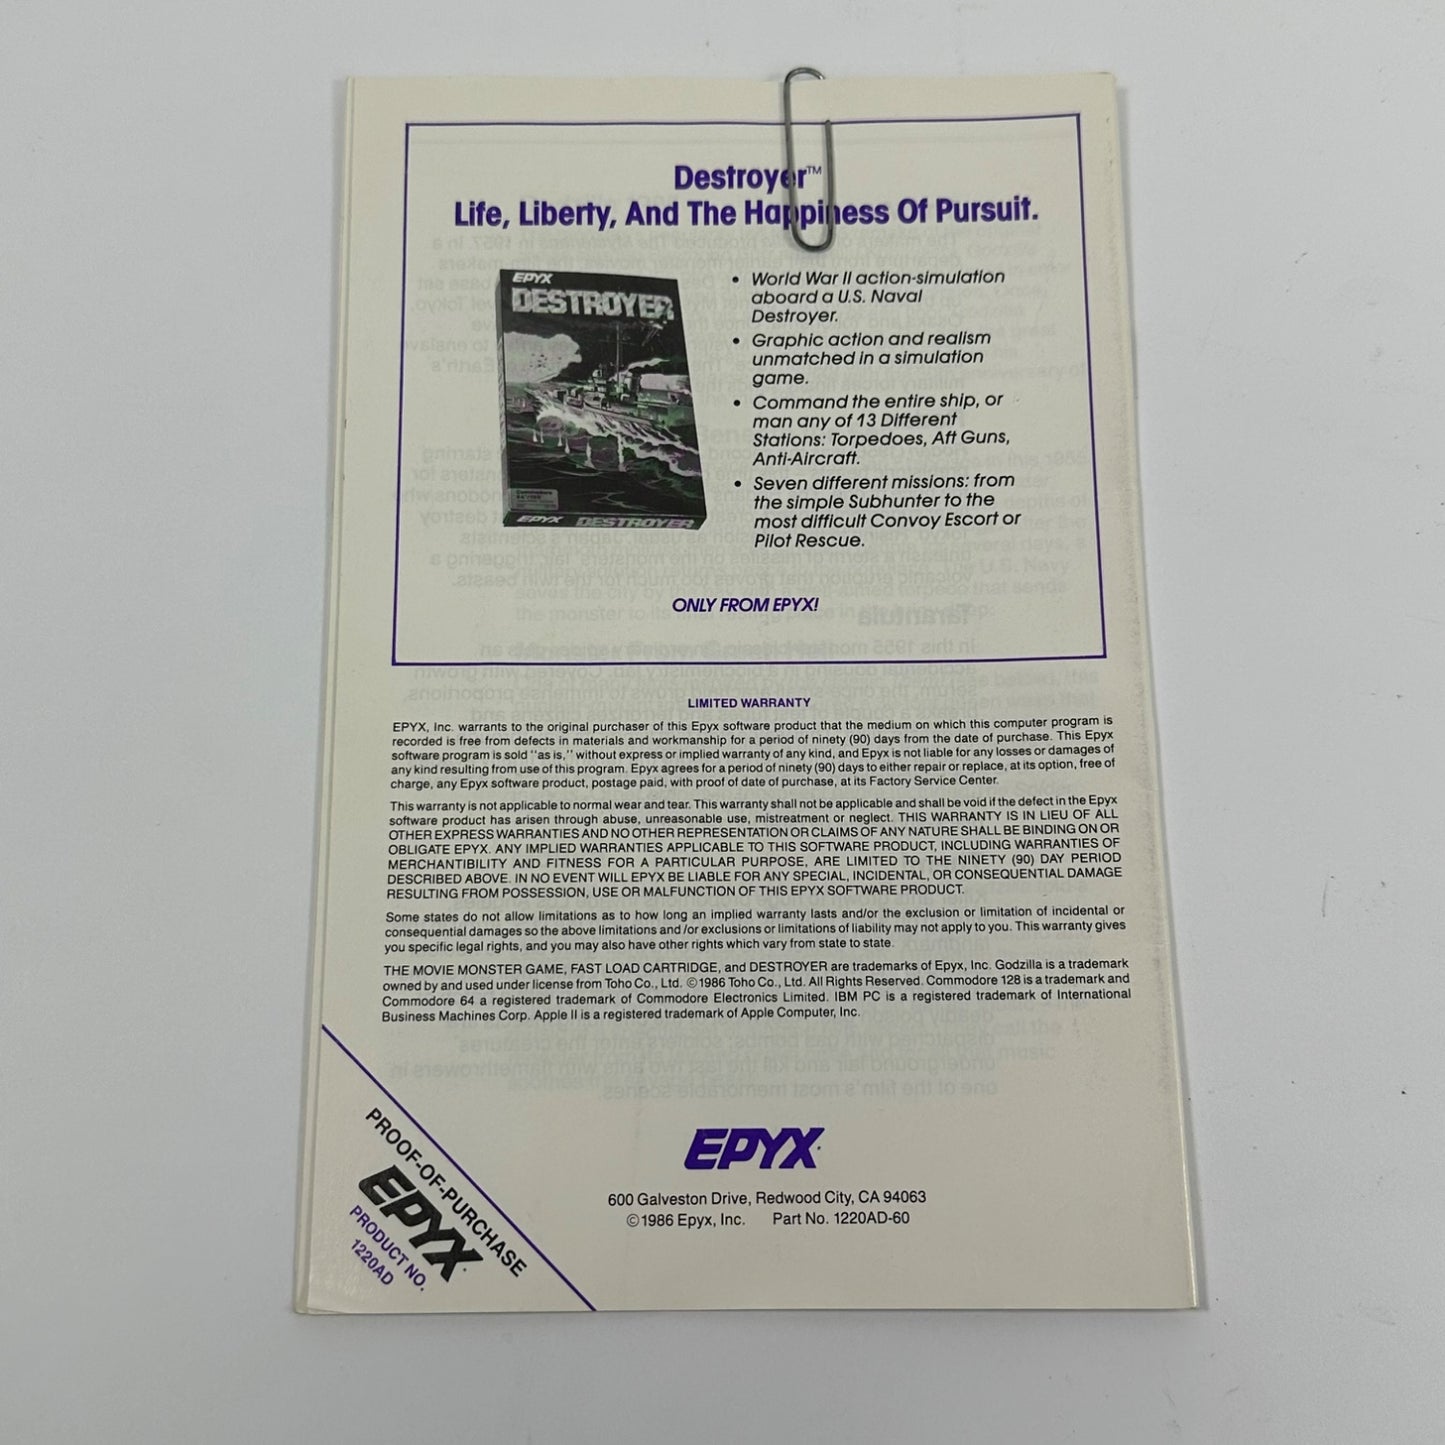 Destroyer™
Life, Liberty, And The Happiness Of Pursuit.
EPYX
DESTROYER
Commodore
EPYX DESTROYER
• World War II action-simulation
aboard a U.S. Naval
Destroyer.
• Graphic action and realism
unmatched in a simulation
game.
• Command the entire ship, or
man any of 13 Different
Stations: Torpedoes, Aft Guns,
Anti-Aircraft.
• Seven different missions: from
the simple Subhunter to the
most difficult Convoy Escort or
Pilot Rescue.
ONLY FROM EPYX!
LIMITED WARRANTY
EPYX, Inc. warrants to the original purchaser of this Epyx software product that the medium on which this computer program is
recorded is free from defects in materials and workmanship for a period of ninety (90) days from the date of purchase. This Epyx
software program is sold "as is," without express or implied warranty of any kind, and Epyx is not liable for any losses or damages of
any kind resulting from use of this program. Epyx agrees for a period of ninety (90) days to either repair or replace, at its option, free of
charge, any Epyx software product, postage paid, with proof of date of purchase, at its Factory Service Center.
This warranty is not applicable to normal wear and tear. This warranty shall not be applicable and shall be void if the defect in the Epyx
software product has arisen through abuse, unreasonable use, mistreatment or neglect. THIS WARRANTY IS IN LIEU OF ALL
OTHER EXPRESS WARRANTIES AND NO OTHER REPRESENTATION OR CLAIMS OF ANY NATURE SHALL BE BINDING ON OR
OBLIGATE EPYX. ANY IMPLIED WARRANTIES APPLICABLE TO THIS SOFTWARE PRODUCT, INCLUDING WARRANTIES OF
MERCHANTIBILITY AND FITNESS FOR A PARTICULAR PURPOSE, ARE LIMITED TO THE NINETY (90) DAY PERIOD
DESCRIBED ABOVE. IN NO EVENT WILL EPYX BE LIABLE FOR ANY SPECIAL, INCIDENTAL, OR CONSEQUENTIAL DAMAGE
RESULTING FROM POSSESSION, USE OR MALFUNCTION OF THIS EPYX SOFTWARE PRODUCT.
Some states do not allow limitations as to how long an implied warranty lasts and/or the exclusion or limitation of incidental or
consequential damages so the above limitations and /or exclusions or limitations of liability may not apply to you. This warranty gives
you specific legal rights, and you may also have other rights which vary from state to state.
THE MOVIE MONSTER GAME, FAST LOAD CARTRIDGE, and DESTROYER are trademarks of Epyx, Inc. Godzilla is a trademark
owned by and used under license from Toho Co., Ltd. ©1986 Toho Co., Ltd. All Rights Reserved. Commodore 128 is a trademark and
Commodore 64 a registered trademark of Commodore Electronics Limited. IBM PC is a registered trademark of International
Business Machines Corp. Apple II is a registered trademark of Apple Computer, Inc.
PROOF-OF-PURCHASE
EPYX
PRODUCT NO.
1220AD
EPYX
600 Galveston Drive, Redwood City, CA 94063
©1986 Epyx, Inc. Part No. 1220AD-60